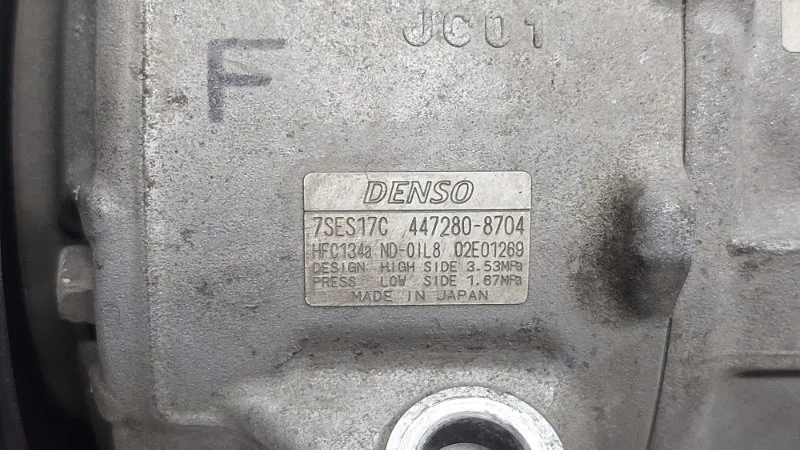 JC01
F
DENSO
7SES17C 447280-8704
HFC134a ND-OIL8 02E01269
DESIGN HIGH SIDE 3.53MPa
PRESS LOW SIDE 1.67MPa
MADE IN JAPAN